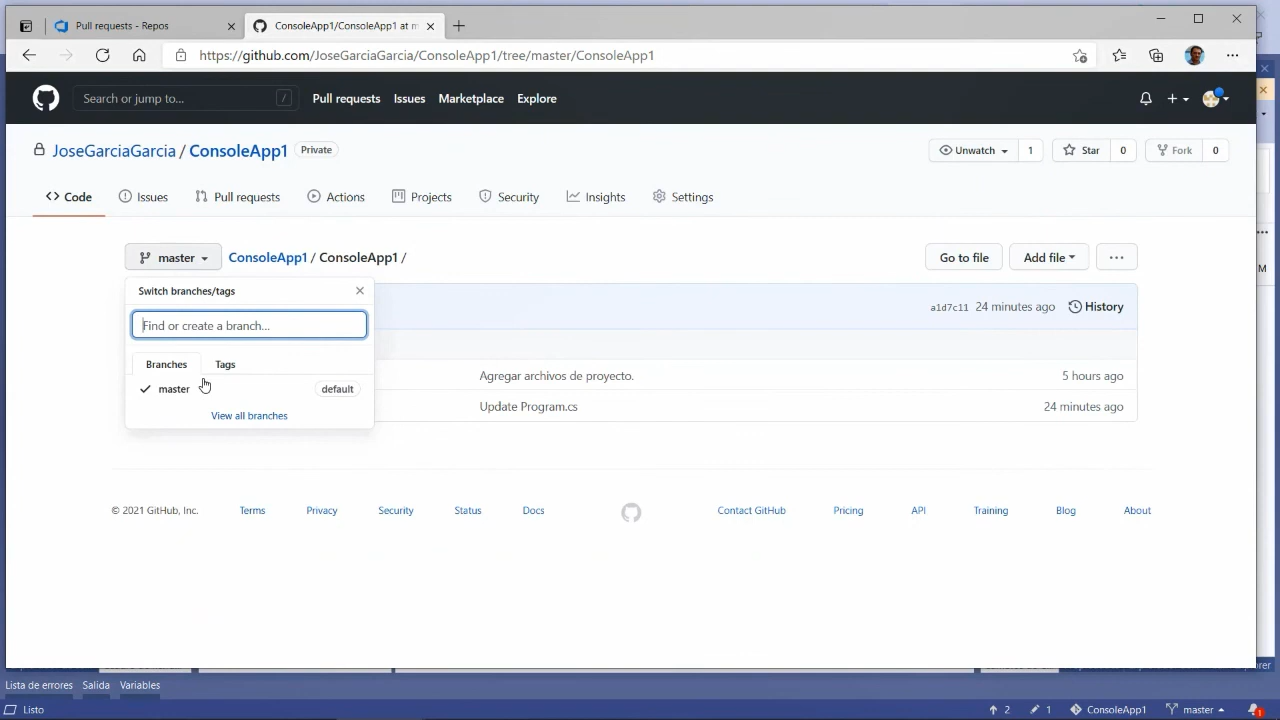 Pull requests - Repos
ConsoleApp1/ConsoleApp1 at m
https://github.com/JoseGarciaGarcia/ConsoleApp1/tree/master/ConsoleApp1
Search or jump to...
/
Pull requests
Issues
Marketplace
Explore
JoseGarciaGarcia / ConsoleApp1
Private
Unwatch
1
Star
0
Fork
0
Code
Issues
Pull requests
Actions
Projects
Security
Insights
Settings
master
ConsoleApp1 / ConsoleApp1 /
Go to file
Add file
Switch branches/tags
Find or create a branch...
Branches
Tags
master
default
View all branches
a1d7c11 24 minutes ago
History
Agregar archivos de proyecto.
5 hours ago
Update Program.cs
24 minutes ago
© 2021 GitHub, Inc.
Terms
Privacy
Security
Status
Docs
Contact GitHub
Pricing
API
Training
Blog
About
Lista de errores
Salida
Variables
Listo
2
1
ConsoleApp1
master
1